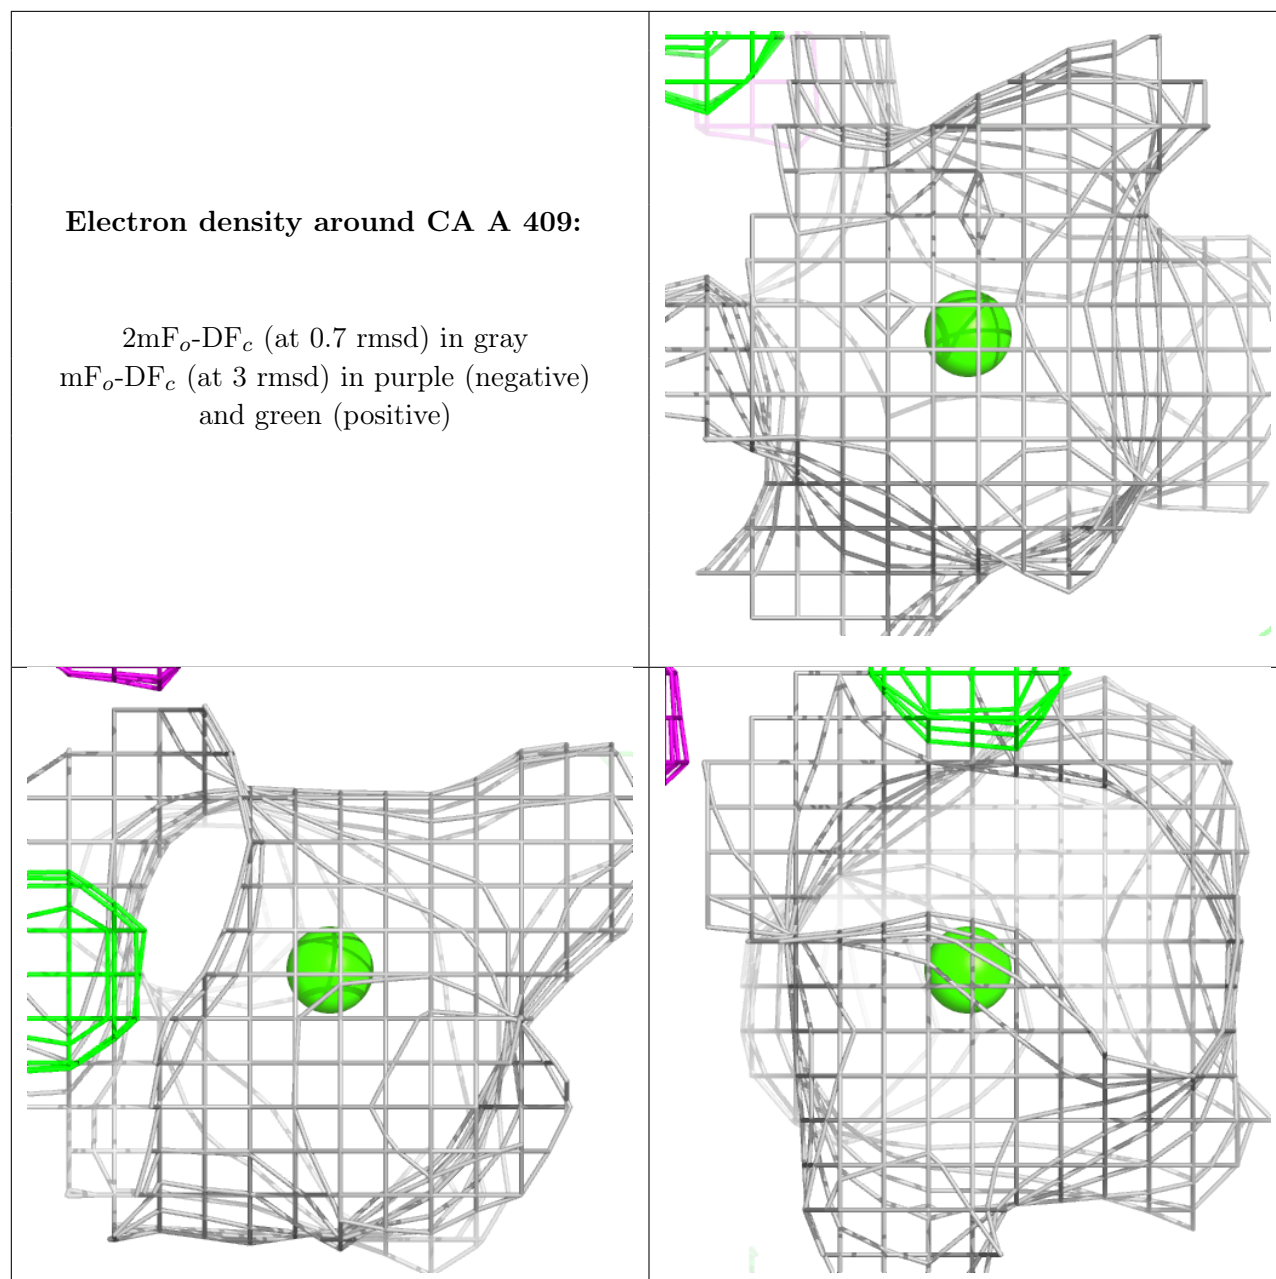 Electron density around CA A 409:
2mFo-DFc (at 0.7 rmsd) in gray
mFo-DFc (at 3 rmsd) in purple (negative)
and green (positive)